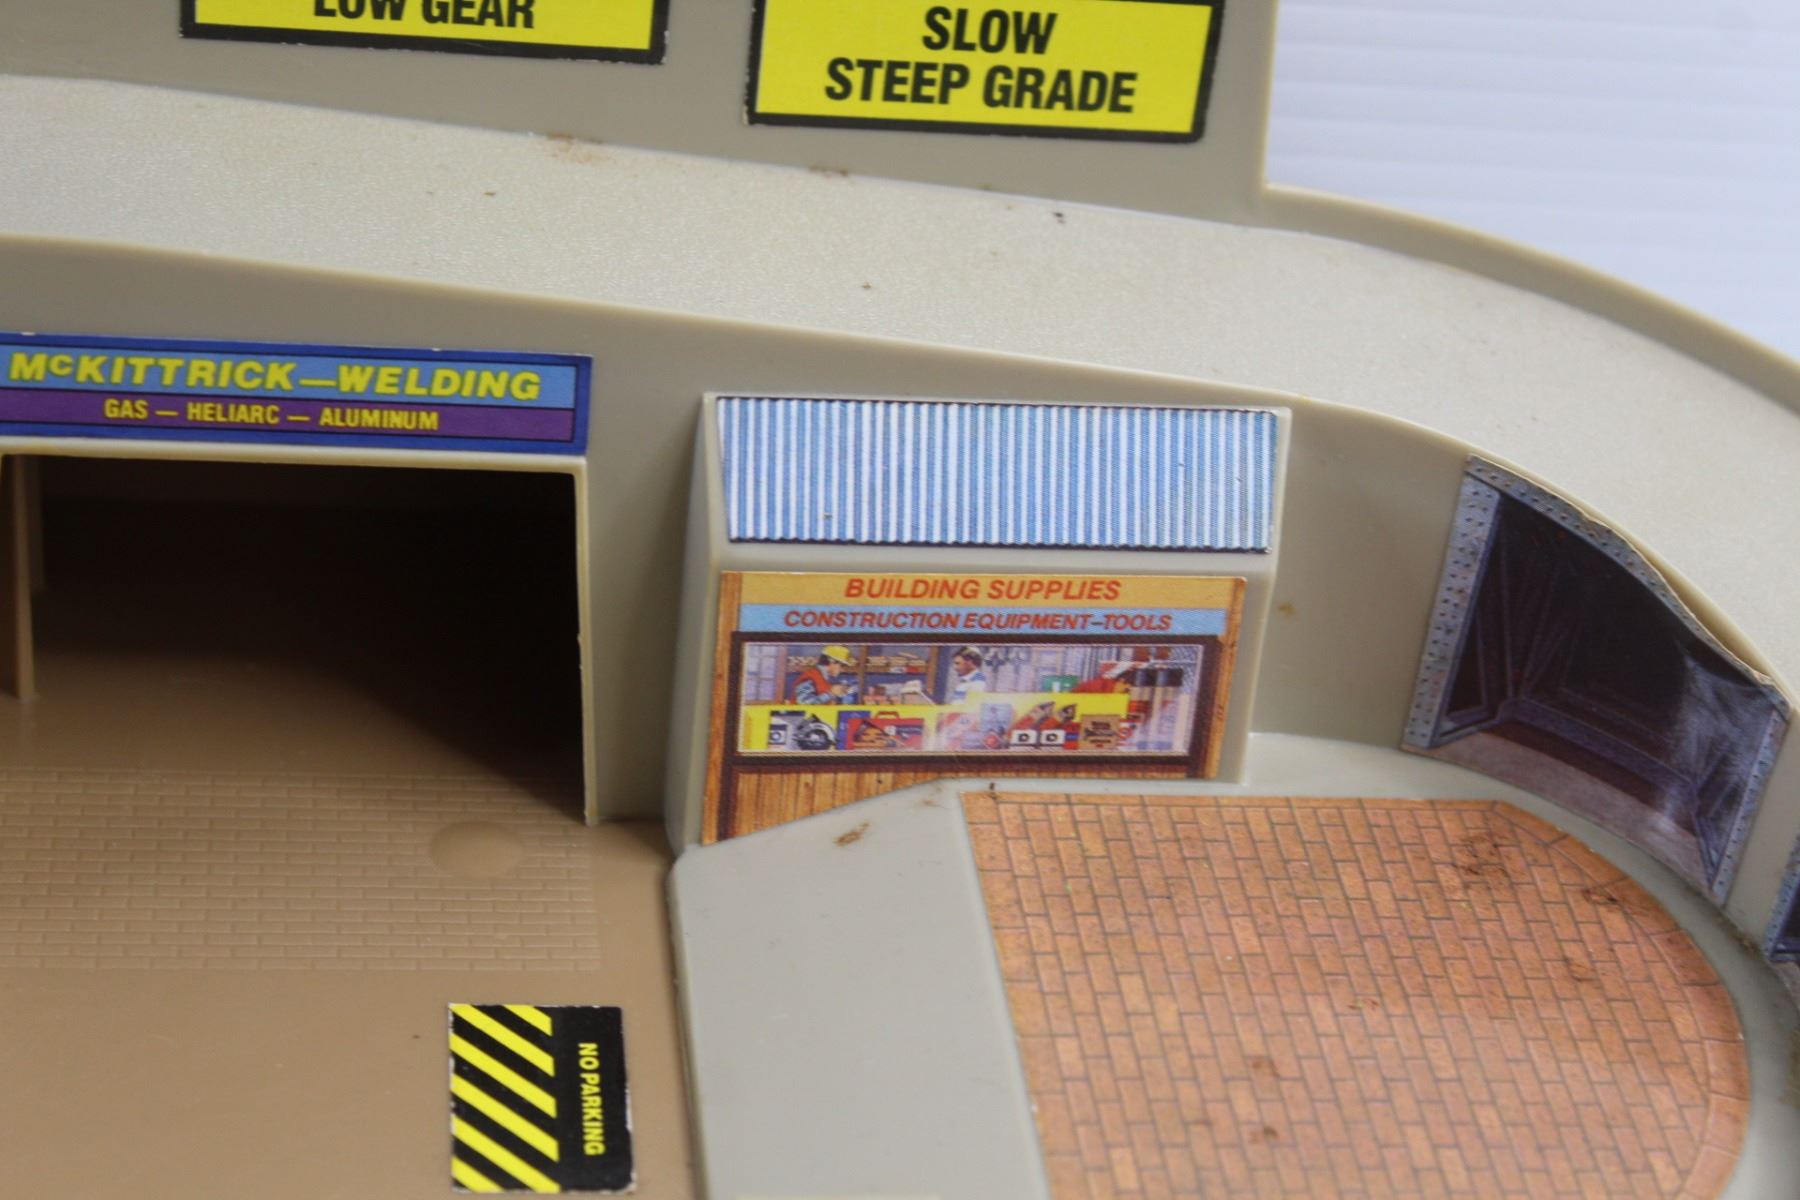 LOW GEAR
SLOW
STEEP GRADE
McKITTRICK—WELDING
GAS — HELIARC — ALUMINUM
BUILDING SUPPLIES
CONSTRUCTION EQUIPMENT-TOOLS
NO PARKING